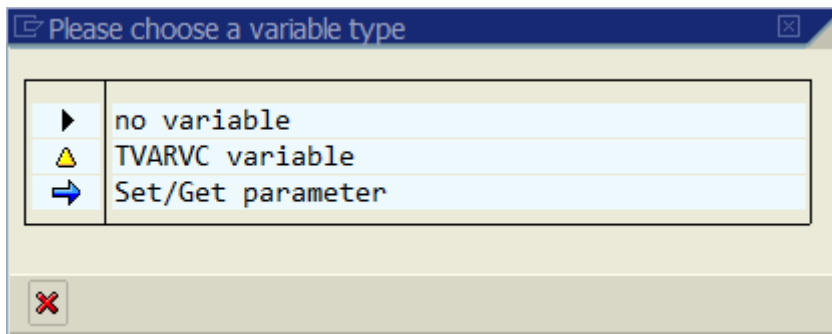 Please choose a variable type
no variable
TVARVC variable
Set/Get parameter